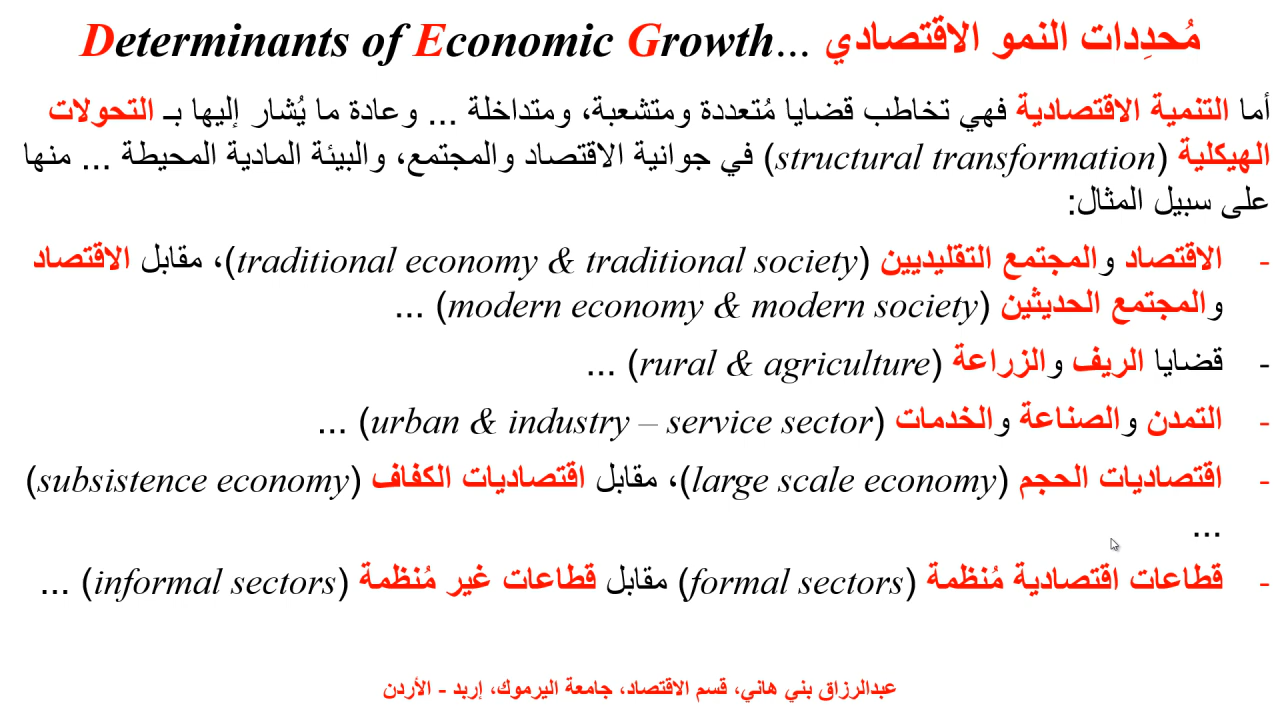 مُحدِدات النمو الاقتصادي ...Determinants of Economic Growth
أما التنمية الاقتصادية فهي تخاطب قضايا مُتعددة ومتشعبة، ومتداخلة ... وعادة ما يُشار إليها بـ التحولات
الهيكلية (structural transformation) في جوانية الاقتصاد والمجتمع، والبيئة المادية المحيطة ... منها
على سبيل المثال:
- الاقتصاد والمجتمع التقليديين (traditional economy & traditional society)، مقابل الاقتصاد
والمجتمع الحديثين (modern economy & modern society) ...
- قضايا الريف والزراعة (rural & agriculture) ...
- التمدن والصناعة والخدمات (urban & industry – service sector) ...
- اقتصاديات الحجم (large scale economy)، مقابل اقتصاديات الكفاف (subsistence economy)
...
- قطاعات اقتصادية مُنظمة (formal sectors) مقابل قطاعات غير مُنظمة (informal sectors) ...
عبدالرزاق بني هاني، قسم الاقتصاد، جامعة اليرموك، إربد - الأردن